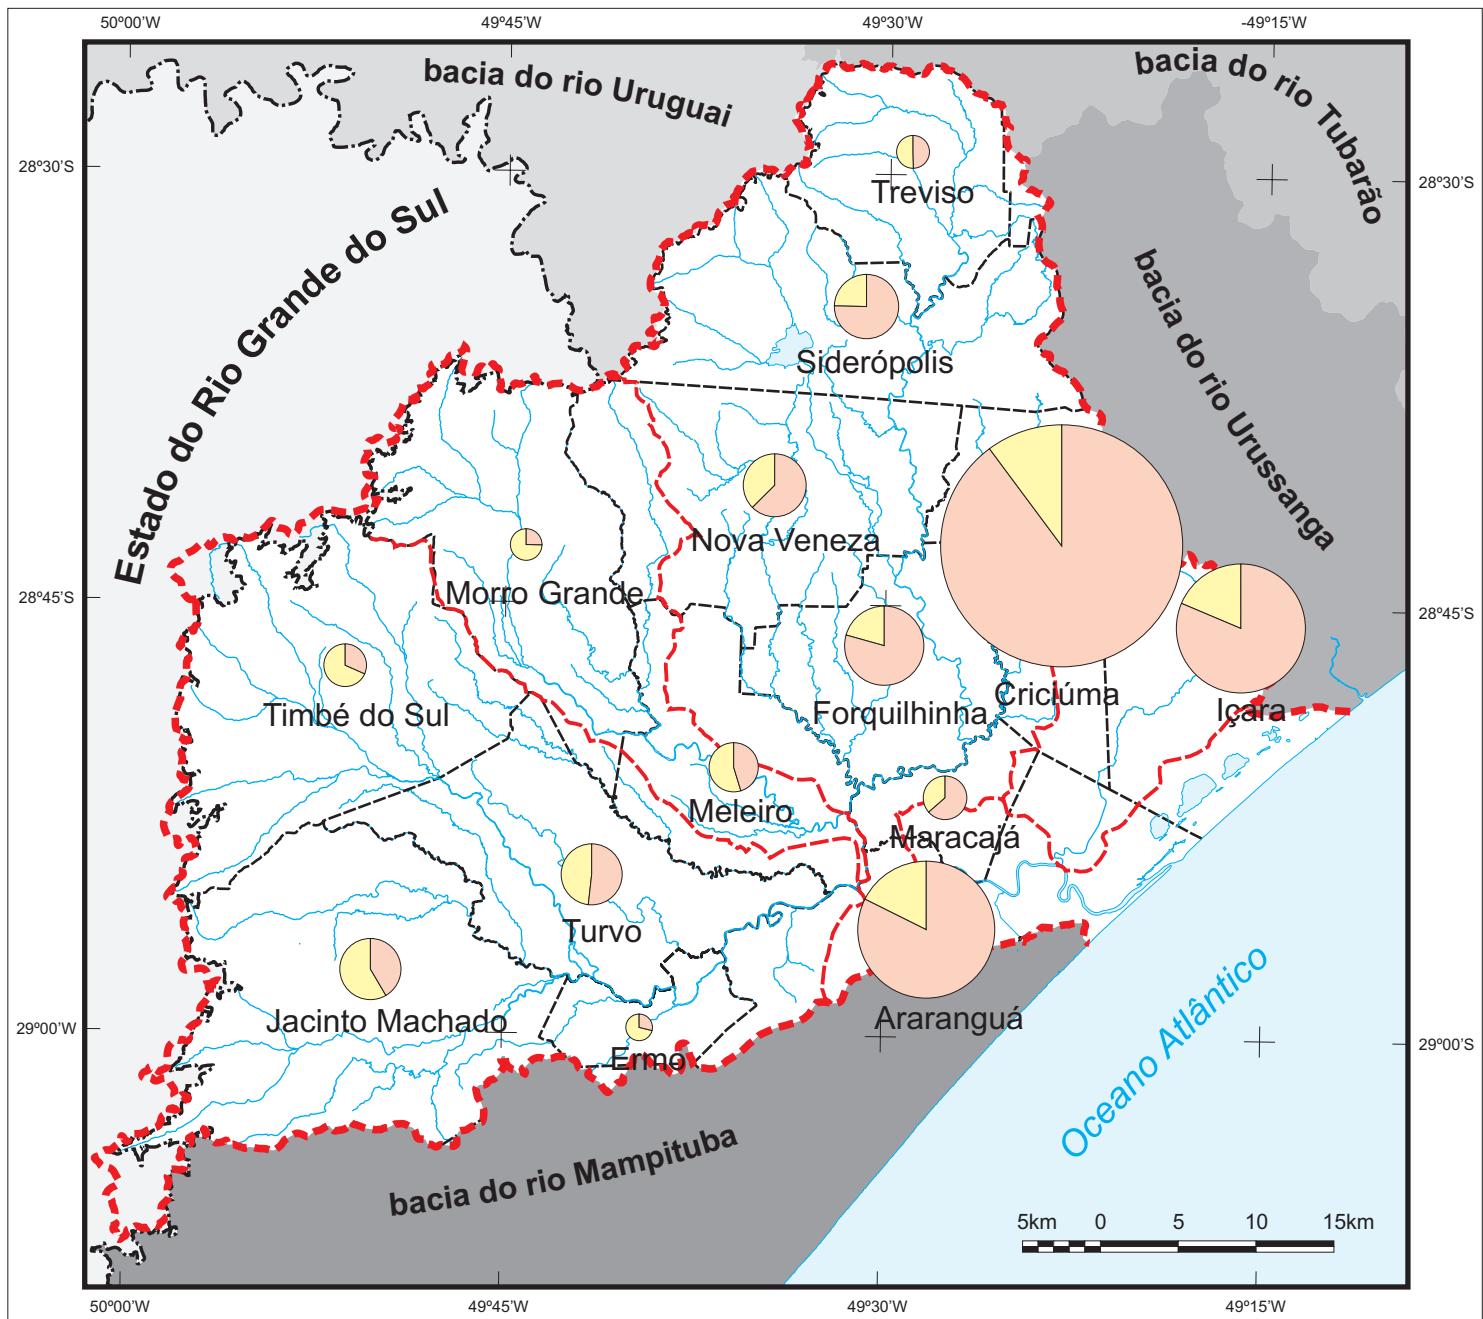 50°00'W 49°45'W 49°30'W -49°15'W
bacia do rio Uruguai
bacia do rio Tubarão
28°30'S
28°30'S
Treviso
Estado do Rio Grande do Sul
bacia do rio Urussanga
Siderópolis
Nova Veneza
Morro Grande
28°45'S
28°45'S
Criciúma
Içara
Timbé do Sul
Forquilhinha
Meleiro
Maracajá
Turvo
Jacinto Machado
Araranguá
Oceano Atlântico
29°00'W
29°00'S
Ermo
bacia do rio Mampituba
5km 0 5 10 15km
50°00'W 49°45'W 49°30'W 49°15'W